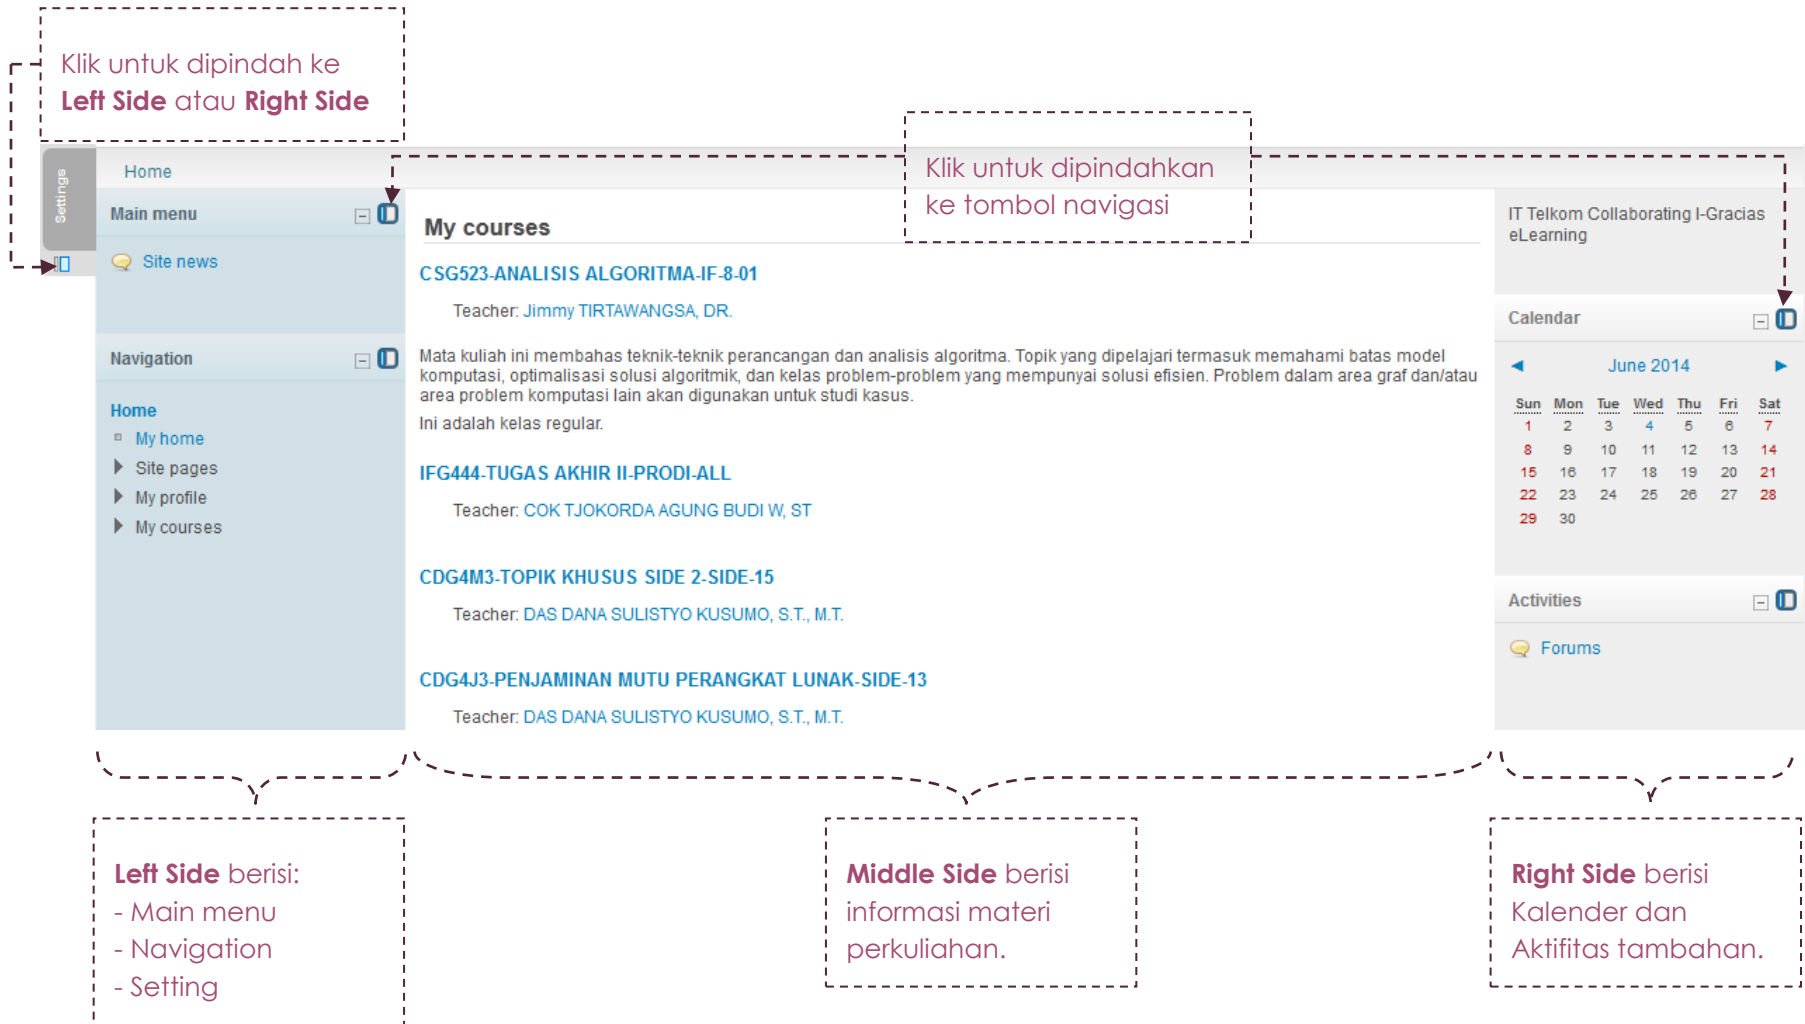 Klik untuk dipindah ke
Left Side atau Right Side
Klik untuk dipindahkan
ke tombol navigasi
Settings
Home
Main menu
Site news
Navigation
Home
My home
Site pages
My profile
My courses
My courses
CSG523-ANALISIS ALGORITMA-IF-8-01
Teacher: Jimmy TIRTAWANGSA, DR.
Mata kuliah ini membahas teknik-teknik perancangan dan analisis algoritma. Topik yang dipelajari termasuk memahami batas model
komputasi, optimalisasi solusi algoritmik, dan kelas problem-problem yang mempunyai solusi efisien. Problem dalam area graf dan/atau
area problem komputasi lain akan digunakan untuk studi kasus.
Ini adalah kelas regular.
IFG444-TUGAS AKHIR II-PRODI-ALL
Teacher: COK TJOKORDA AGUNG BUDI W, ST
CDG4M3-TOPIK KHUSUS SIDE 2-SIDE-15
Teacher: DAS DANA SULISTYO KUSUMO, S.T., M.T.
CDG4J3-PENJAMINAN MUTU PERANGKAT LUNAK-SIDE-13
Teacher: DAS DANA SULISTYO KUSUMO, S.T., M.T.
IT Telkom Collaborating I-Gracias
eLearning
Calendar
June 2014
Sun Mon Tue Wed Thu Fri Sat
1 2 3 4 5 6 7
8 9 10 11 12 13 14
15 16 17 18 19 20 21
22 23 24 25 26 27 28
29 30
Activities
Forums
Left Side berisi:
- Main menu
- Navigation
- Setting
Middle Side berisi
informasi materi
perkuliahan.
Right Side berisi
Kalender dan
Aktifitas tambahan.